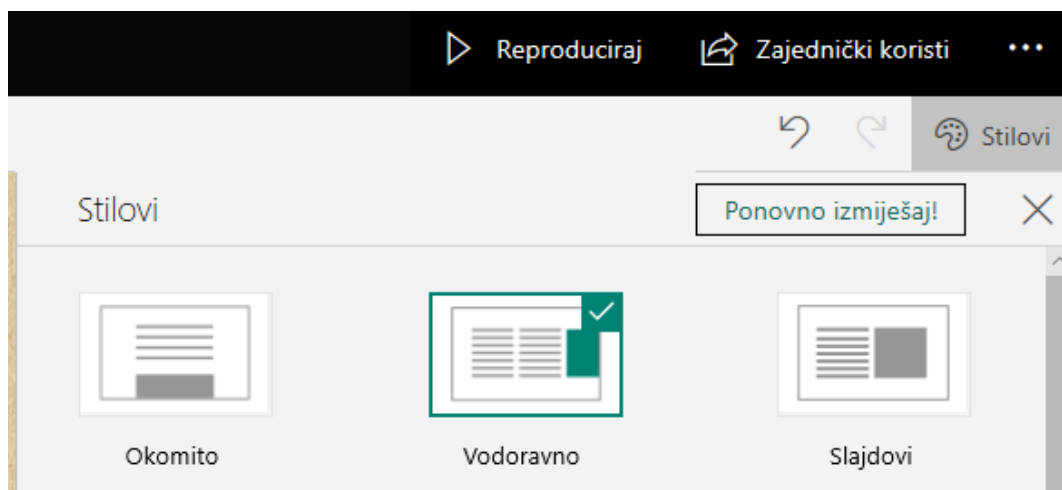 Reproduciraj Zajednički koristi ...
Stilovi
Stilovi Ponovno izmiješaj!
Okomito Vodoravno Slajdovi